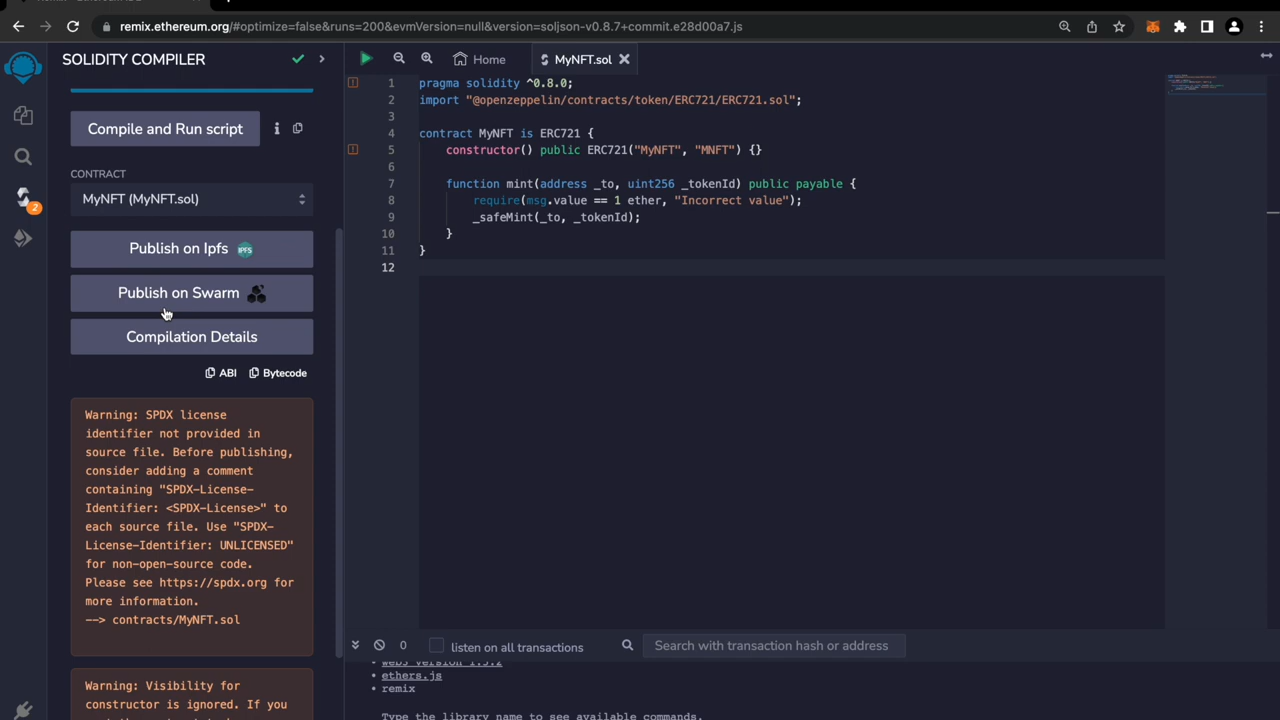 remix.ethereum.org/#optimize=false&runs=200&evmVersion=null&version=soljson-v0.8.7+commit.e28d00a7.js
SOLIDITY COMPILER
Compile and Run script
CONTRACT
MyNFT (MyNFT.sol)
Publish on Ipfs
IPFS
Publish on Swarm
Compilation Details
ABI
Bytecode
Warning: SPDX license
identifier not provided in
source file. Before publishing,
consider adding a comment
containing "SPDX-License-
Identifier: <SPDX-License>" to
each source file. Use "SPDX-
License-Identifier: UNLICENSED"
for non-open-source code.
Please see https://spdx.org for
more information.
--> contracts/MyNFT.sol
Warning: Visibility for
constructor is ignored. If you
2
Home
MyNFT.sol
1 pragma solidity ^0.8.0;
2 import "@openzeppelin/contracts/token/ERC721/ERC721.sol";
3
4 contract MyNFT is ERC721 {
5 constructor() public ERC721("MyNFT", "MNFT") {}
6
7 function mint(address _to, uint256 _tokenId) public payable {
8 require(msg.value == 1 ether, "Incorrect value");
9 _safeMint(_to, _tokenId);
10 }
11 }
12
0
listen on all transactions
Search with transaction hash or address
web3 version 1.5.2
ethers.js
remix
Type the library name to see available commands.